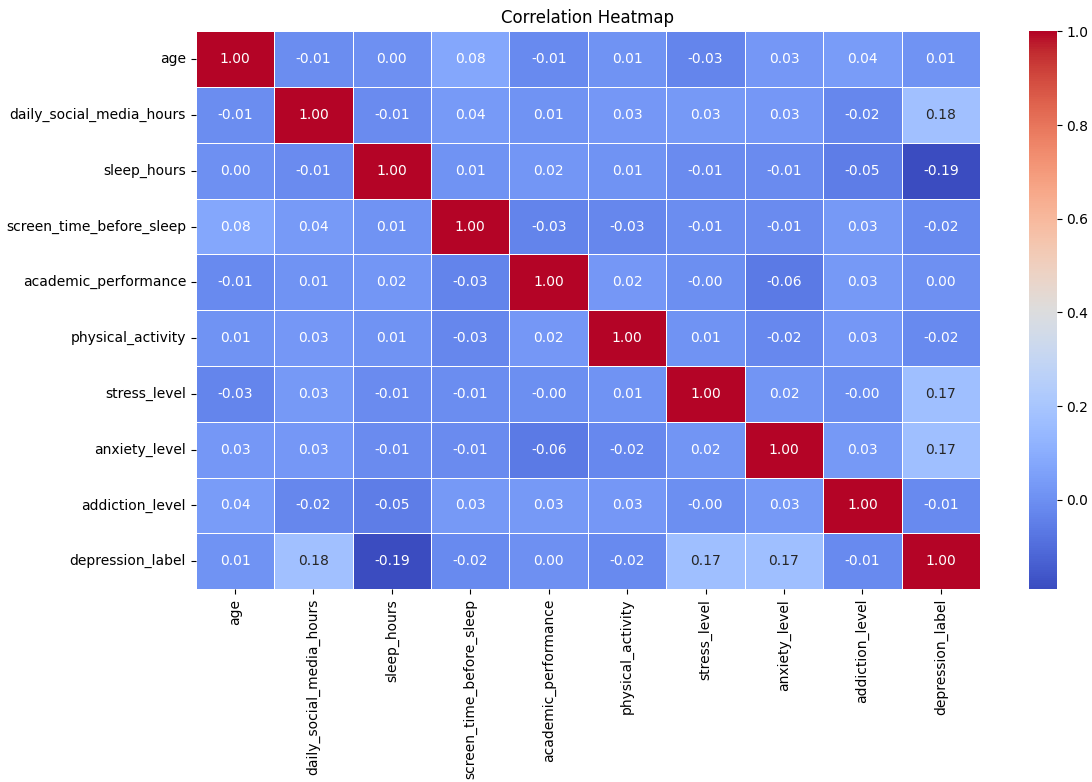 Correlation Heatmap
age 1.00 -0.01 0.00 0.08 -0.01 0.01 -0.03 0.03 0.04 0.01
daily_social_media_hours -0.01 1.00 -0.01 0.04 0.01 0.03 0.03 0.03 -0.02 0.18
sleep_hours 0.00 -0.01 1.00 0.01 0.02 0.01 -0.01 -0.01 -0.05 -0.19
screen_time_before_sleep 0.08 0.04 0.01 1.00 -0.03 -0.03 -0.01 -0.01 0.03 -0.02
academic_performance -0.01 0.01 0.02 -0.03 1.00 0.02 -0.00 -0.06 0.03 0.00
physical_activity 0.01 0.03 0.01 -0.03 0.02 1.00 0.01 -0.02 0.03 -0.02
stress_level -0.03 0.03 -0.01 -0.01 -0.00 0.01 1.00 0.02 -0.00 0.17
anxiety_level 0.03 0.03 -0.01 -0.01 -0.06 -0.02 0.02 1.00 0.03 0.17
addiction_level 0.04 -0.02 -0.05 0.03 0.03 0.03 -0.00 0.03 1.00 -0.01
depression_label 0.01 0.18 -0.19 -0.02 0.00 -0.02 0.17 0.17 -0.01 1.00
age
daily_social_media_hours
sleep_hours
screen_time_before_sleep
academic_performance
physical_activity
stress_level
anxiety_level
addiction_level
depression_label
1.0
0.8
0.6
0.4
0.2
0.0